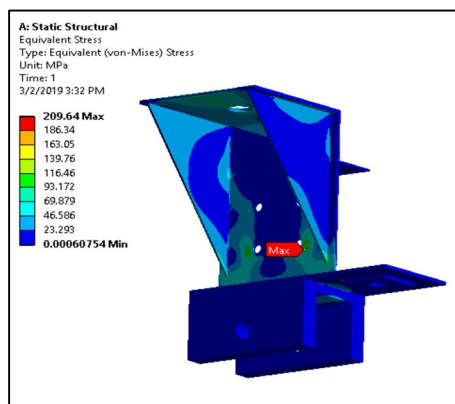 A: Static Structural
Equivalent Stress
Type: Equivalent (von-Mises) Stress
Unit: MPa
Time: 1
3/2/2019 3:32 PM
209.64 Max
186.34
163.05
139.76
116.46
93.172
69.879
46.586
23.293
0.00060754 Min
Max